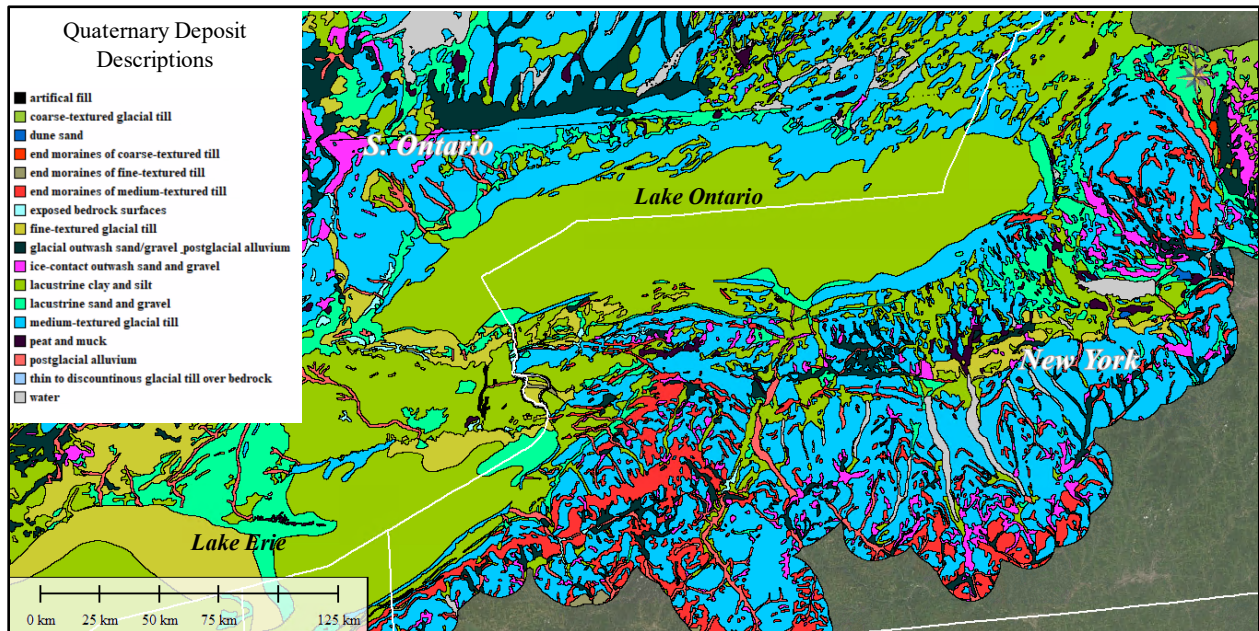 Quaternary Deposit
Descriptions
artifical fill
coarse-textured glacial till
dune sand
end moraines of coarse-textured till
end moraines of fine-textured till
end moraines of medium-textured till
exposed bedrock surfaces
fine-textured glacial till
glacial outwash sand/gravel ,postglacial alluvium
ice-contact outwash sand and gravel
lacustrine clay and silt
lacustrine sand and gravel
medium-textured glacial till
peat and muck
postglacial alluvium
thin to discountinous glacial till over bedrock
water
S. Ontario
Lake Ontario
New York
Lake Erie
0 km 25 km 50 km 75 km 125 km